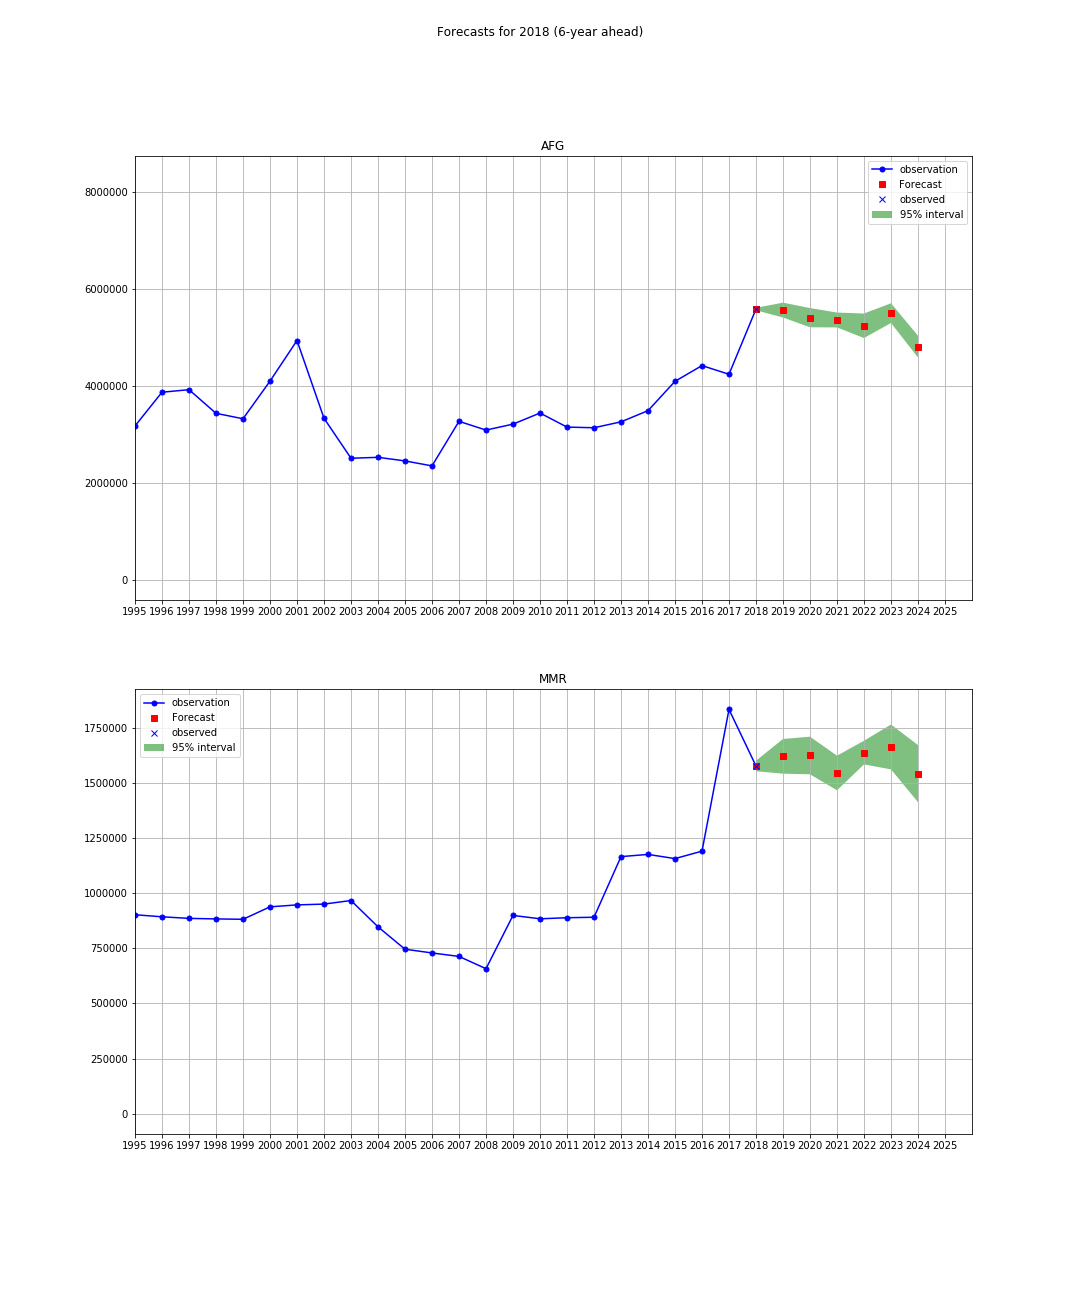 Forecasts for 2018 (6-year ahead)
AFG
observation
Forecast
observed
95% interval
8000000
6000000
4000000
2000000
0
1995 1996 1997 1998 1999 2000 2001 2002 2003 2004 2005 2006 2007 2008 2009 2010 2011 2012 2013 2014 2015 2016 2017 2018 2019 2020 2021 2022 2023 2024 2025
MMR
observation
Forecast
observed
95% interval
1750000
1500000
1250000
1000000
750000
500000
250000
0
1995 1996 1997 1998 1999 2000 2001 2002 2003 2004 2005 2006 2007 2008 2009 2010 2011 2012 2013 2014 2015 2016 2017 2018 2019 2020 2021 2022 2023 2024 2025